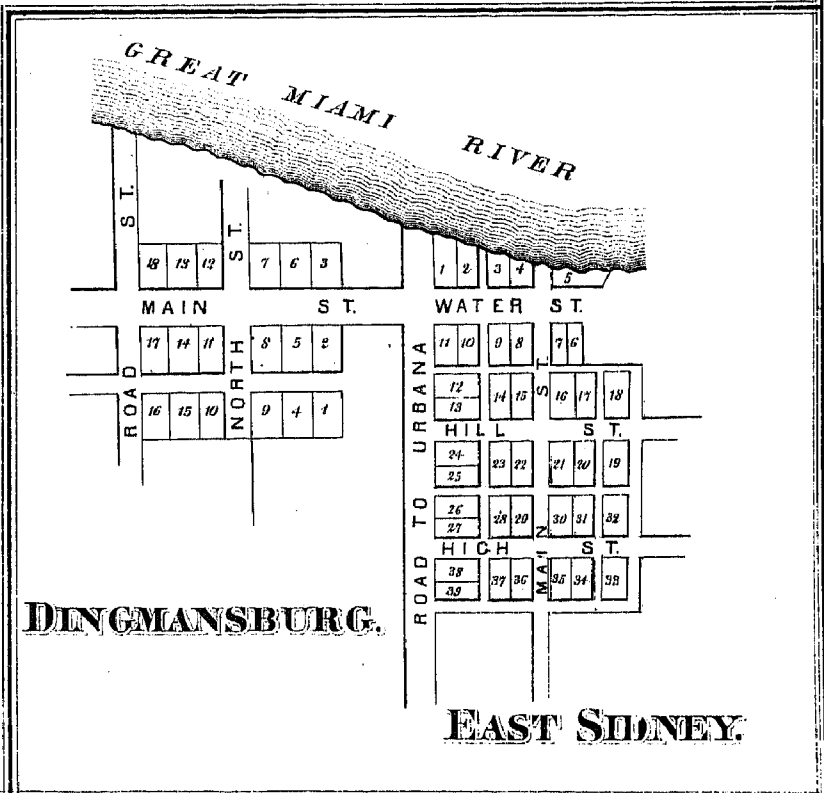 GREAT MIAMI RIVER
ST.
ST.
18 13 12
7 6 3
1 2 3 4
5
MAIN ST.
WATER ST.
17 14 11
8 5 2
11 10 9 8
7 6
ROAD
NORTH
ROAD TO URBANA
MAIN ST.
12
13
14 15
16 17 18
16 15 10
9 4 1
HILL ST.
24
25
23 22
21 20 19
26
27
28 29
30 31 32
HIGH ST.
38
39
37 36
35 34 33
DINGMANSBURG.
EAST SIDNEY.